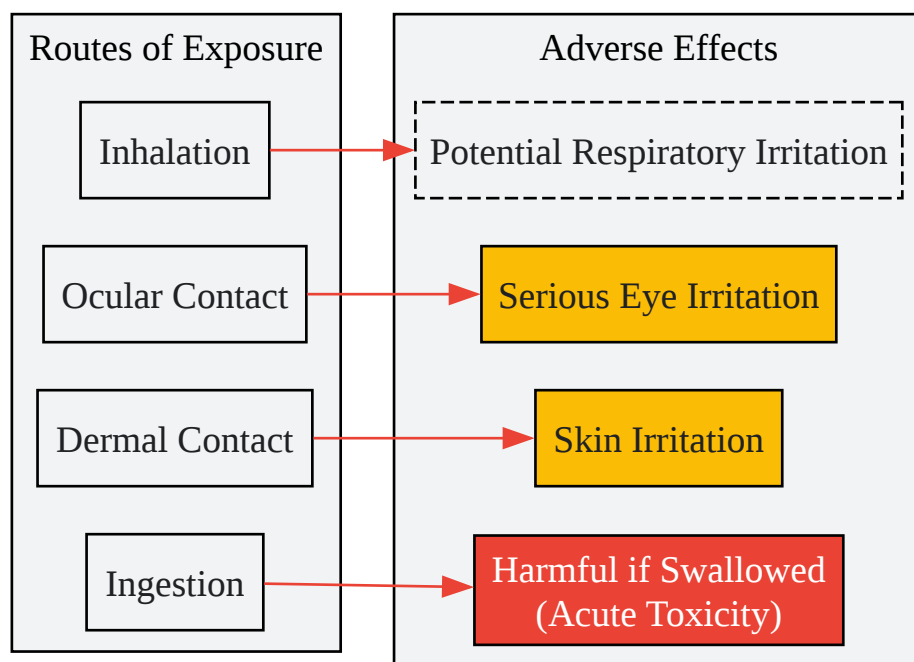 Routes of Exposure
Adverse Effects
Inhalation
Potential Respiratory Irritation
Ocular Contact
Serious Eye Irritation
Dermal Contact
Skin Irritation
Ingestion
Harmful if Swallowed
(Acute Toxicity)